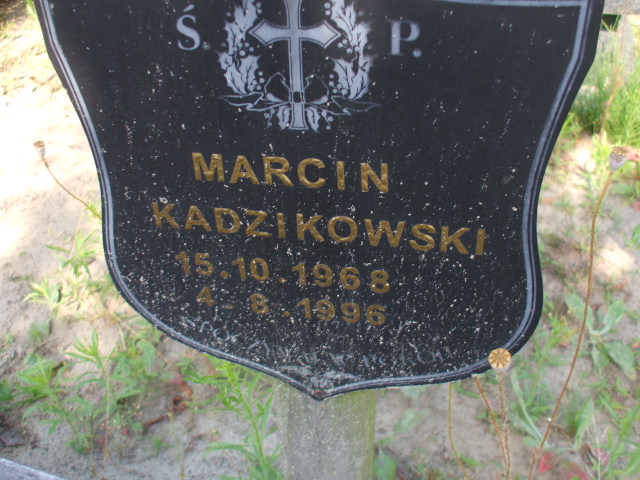 Ś. P.
MARCIN
KADZIKOWSKI
15.10.1968
4-8.1996